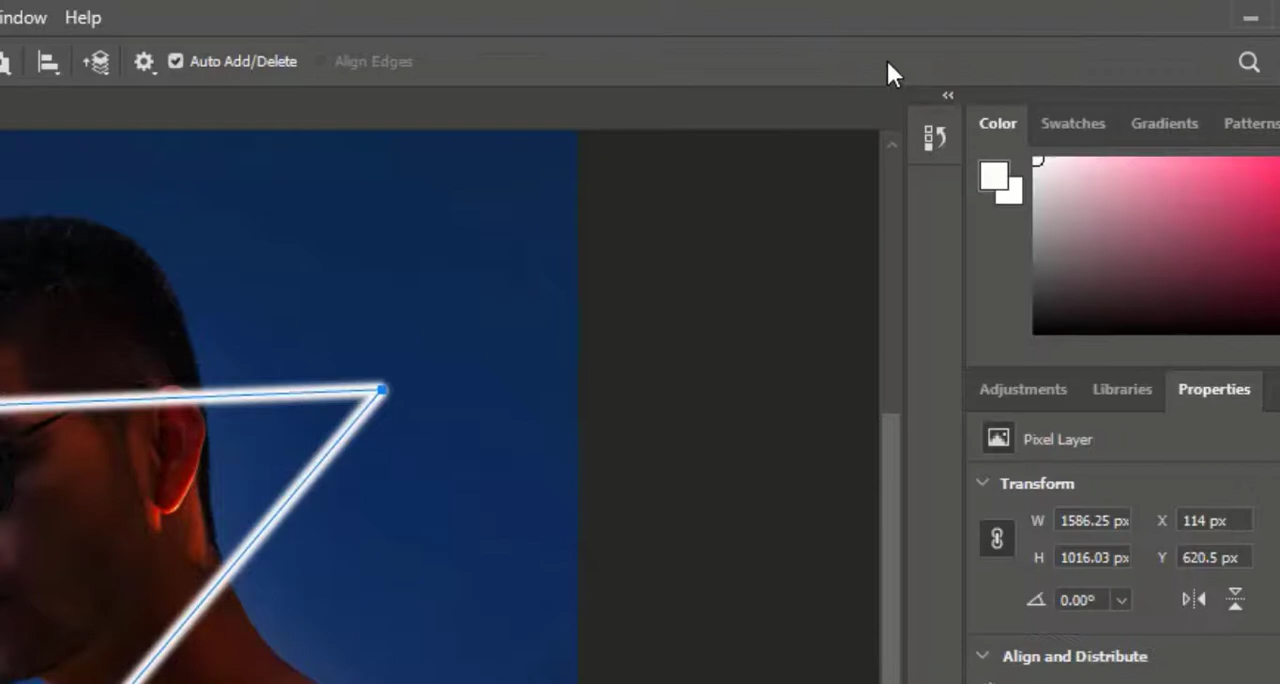 indow Help
Auto Add/Delete Align Edges
Color Swatches Gradients Patterns
Adjustments Libraries Properties
Pixel Layer
Transform
W 1586.25 px X 114 px
H 1016.03 px Y 620.5 px
0.00°
Align and Distribute